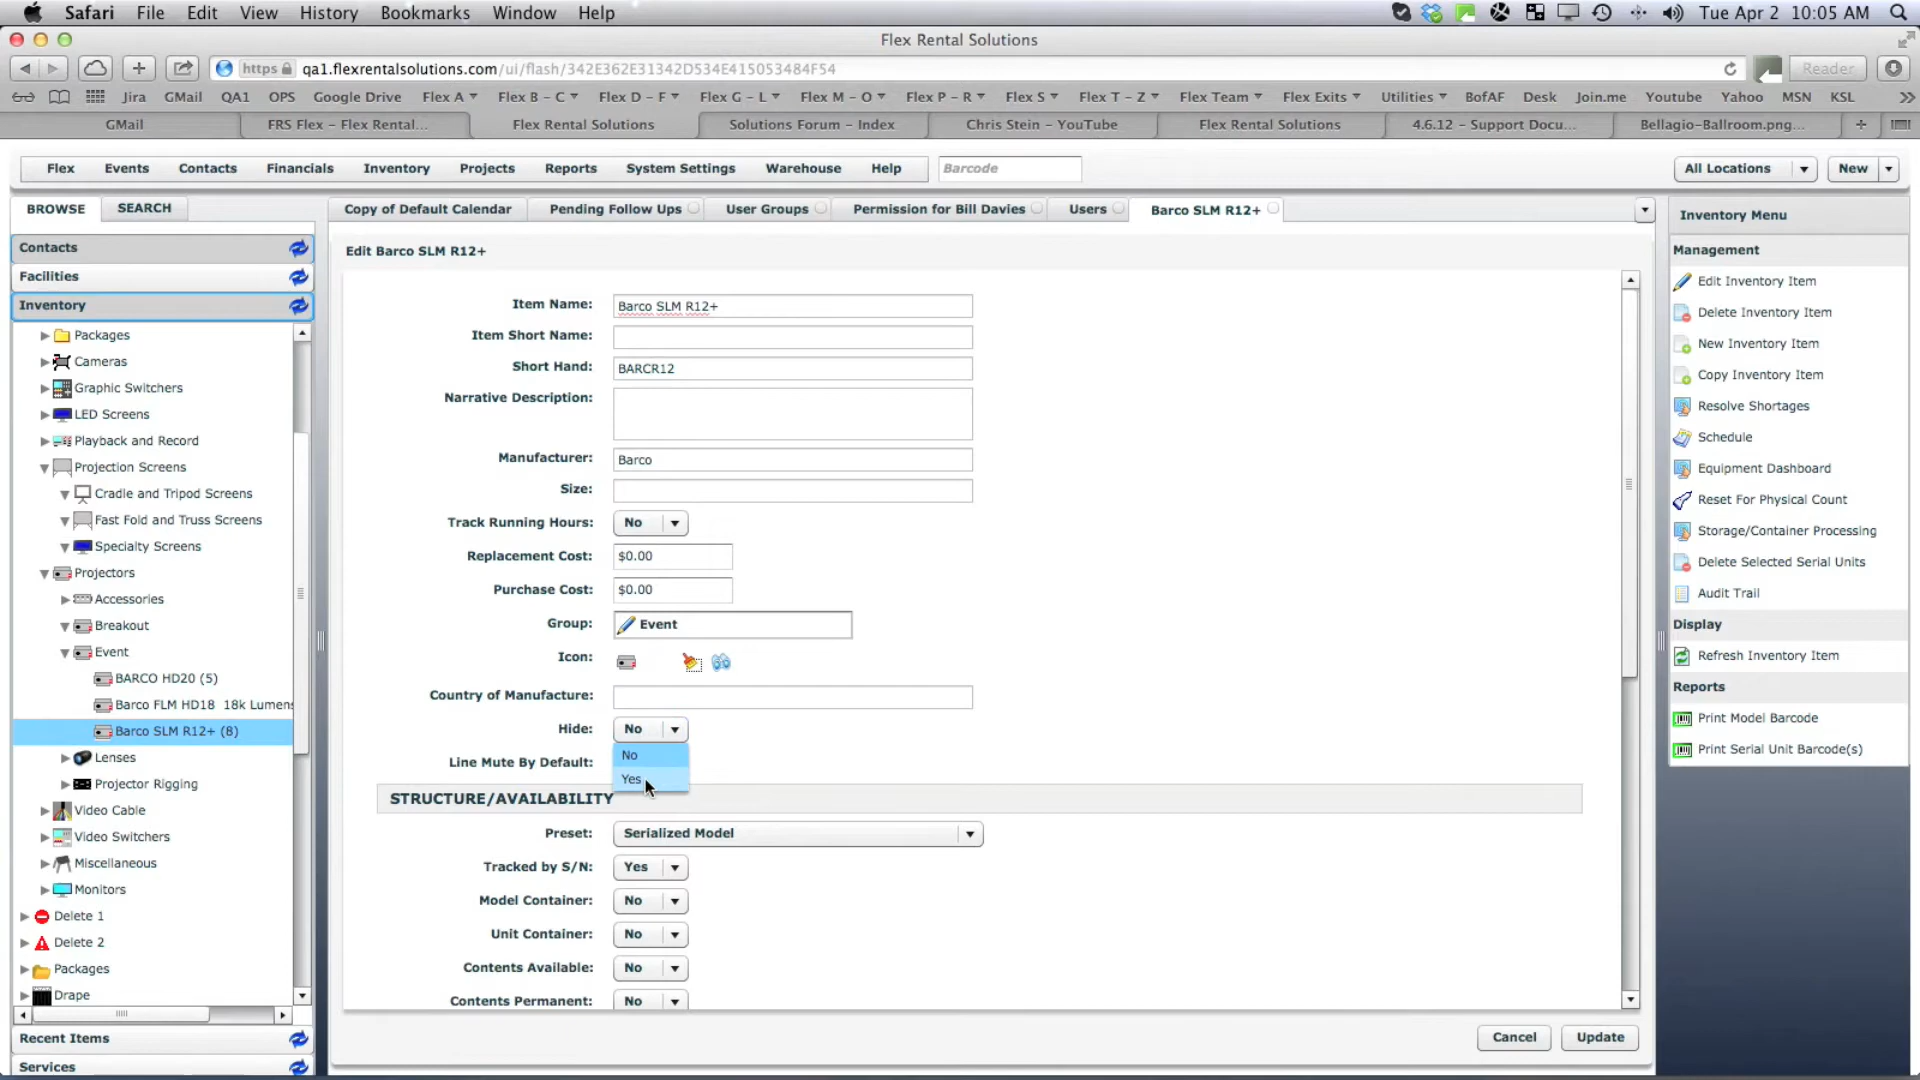 Safari File Edit View History Bookmarks Window Help Tue Apr 2 10:05 AM
Flex Rental Solutions
https qa1.flexrentalsolutions.com/ui/flash/342E362E31342D534E415053484F54 Reader
Jira GMail QA1 OPS Google Drive Flex A Flex B – C Flex D – F Flex G – L Flex M – O Flex P – R Flex S Flex T – Z Flex Team Flex Exits Utilities BofAF Desk Join.me Youtube Yahoo MSN KSL
GMail FRS Flex – Flex Rental... Flex Rental Solutions Solutions Forum – Index Chris Stein – YouTube Flex Rental Solutions 4.6.12 – Support Docu... Bellagio-Ballroom.png...
Flex Events Contacts Financials Inventory Projects Reports System Settings Warehouse Help Barcode All Locations New
BROWSE SEARCH
Contacts
Facilities
Inventory
Packages
Cameras
Graphic Switchers
LED Screens
Playback and Record
Projection Screens
Cradle and Tripod Screens
Fast Fold and Truss Screens
Specialty Screens
Projectors
Accessories
Breakout
Event
BARCO HD20 (5)
Barco FLM HD18 18k Lumens
Barco SLM R12+ (8)
Lenses
Projector Rigging
Video Cable
Video Switchers
Miscellaneous
Monitors
Delete 1
Delete 2
Packages
Drape
Recent Items
Services
Copy of Default Calendar Pending Follow Ups User Groups Permission for Bill Davies Users Barco SLM R12+
Edit Barco SLM R12+
Item Name: Barco SLM R12+
Item Short Name:
Short Hand: BARCR12
Narrative Description:
Manufacturer: Barco
Size:
Track Running Hours: No
Replacement Cost: $0.00
Purchase Cost: $0.00
Group: Event
Icon:
Country of Manufacture:
Hide: No
No
Line Mute By Default:
Yes
STRUCTURE/AVAILABILITY
Preset: Serialized Model
Tracked by S/N: Yes
Model Container: No
Unit Container: No
Contents Available: No
Contents Permanent: No
Cancel Update
Inventory Menu
Management
Edit Inventory Item
Delete Inventory Item
New Inventory Item
Copy Inventory Item
Resolve Shortages
Schedule
Equipment Dashboard
Reset For Physical Count
Storage/Container Processing
Delete Selected Serial Units
Audit Trail
Display
Refresh Inventory Item
Reports
Print Model Barcode
Print Serial Unit Barcode(s)